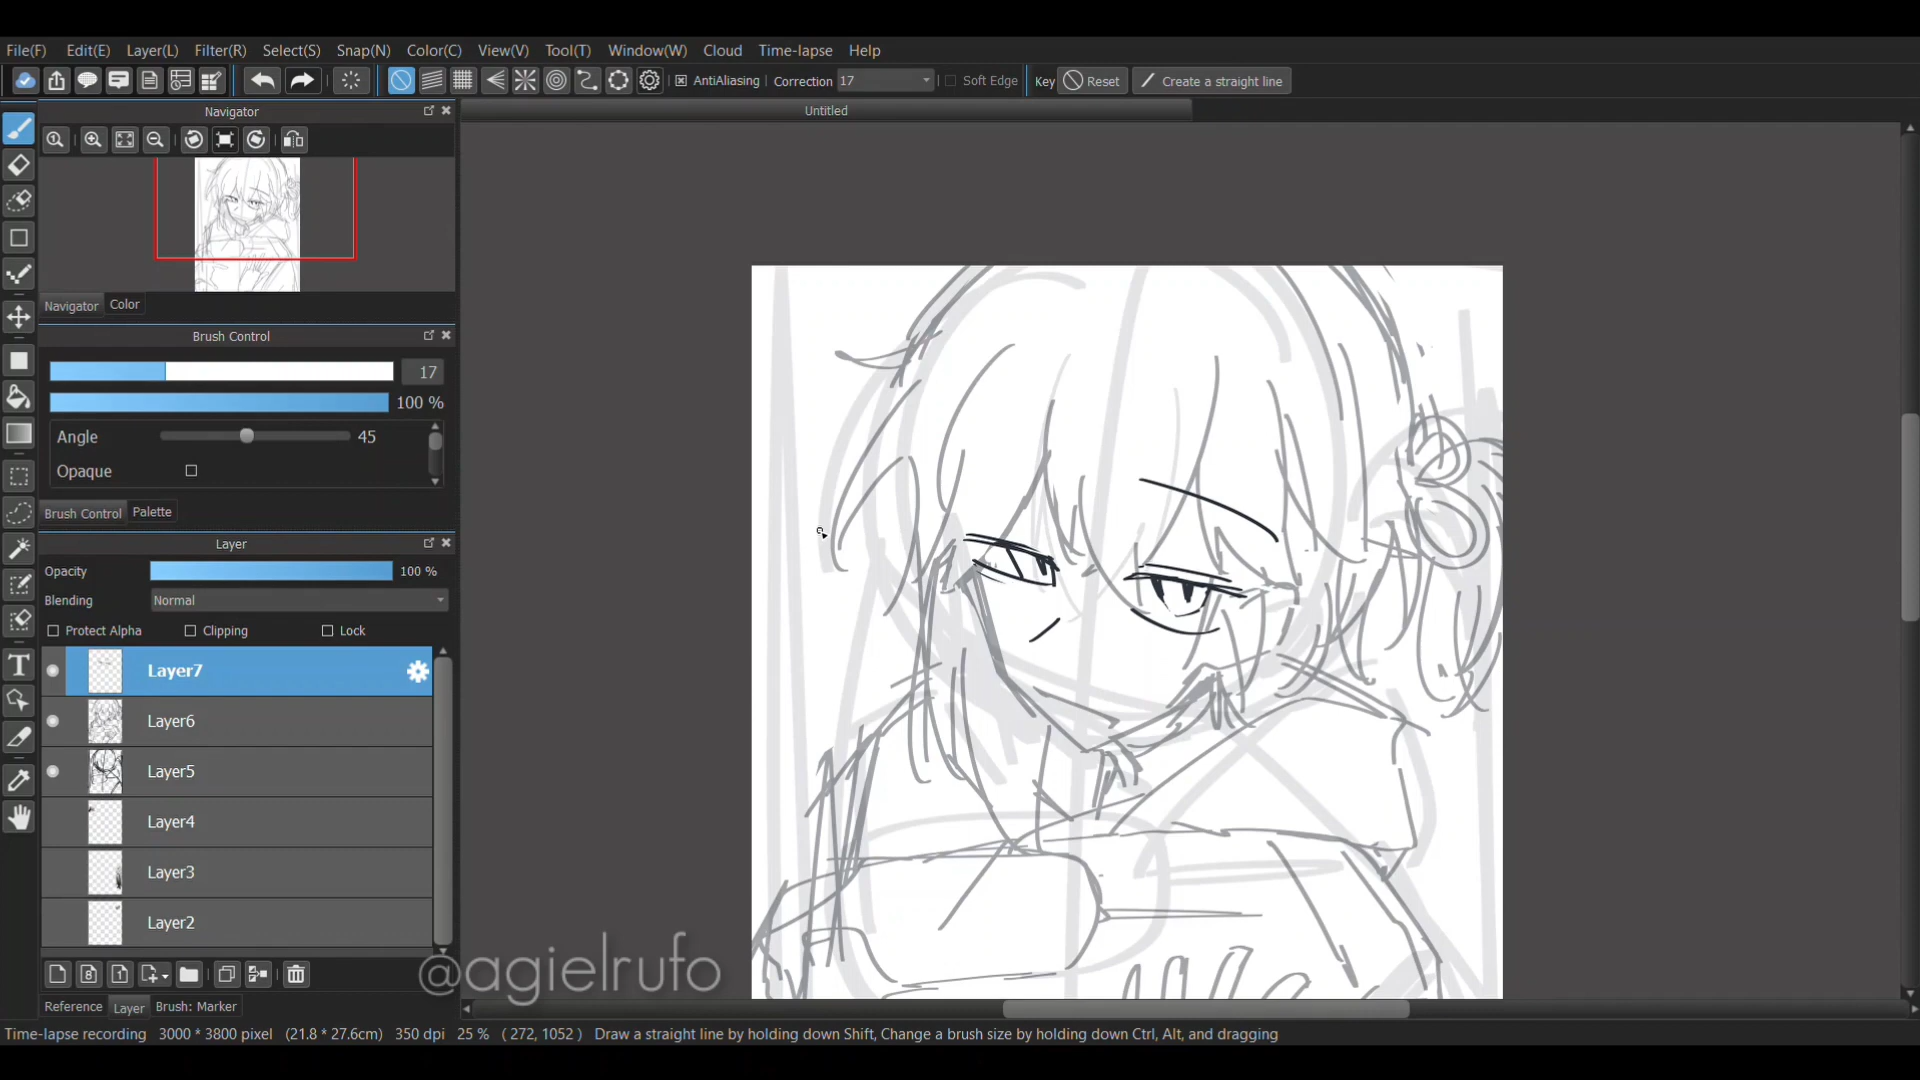 File(F) Edit(E) Layer(L) Filter(R) Select(S) Snap(N) Color(C) View(V) Tool(T) Window(W) Cloud Time-lapse Help
AntiAliasing Correction 17 Soft Edge Key Reset Create a straight line
Navigator
Untitled
Navigator Color
Brush Control
17
100 %
Angle 45
Opaque
Brush Control Palette
Layer
Opacity 100 %
Blending Normal
Protect Alpha Clipping Lock
Layer7
Layer6
Layer5
Layer4
Layer3
Layer2
@agielrufo
Reference Layer Brush: Marker
Time-lapse recording 3000 * 3800 pixel (21.8 * 27.6cm) 350 dpi 25 % ( 272, 1052 ) Draw a straight line by holding down Shift, Change a brush size by holding down Ctrl, Alt, and dragging